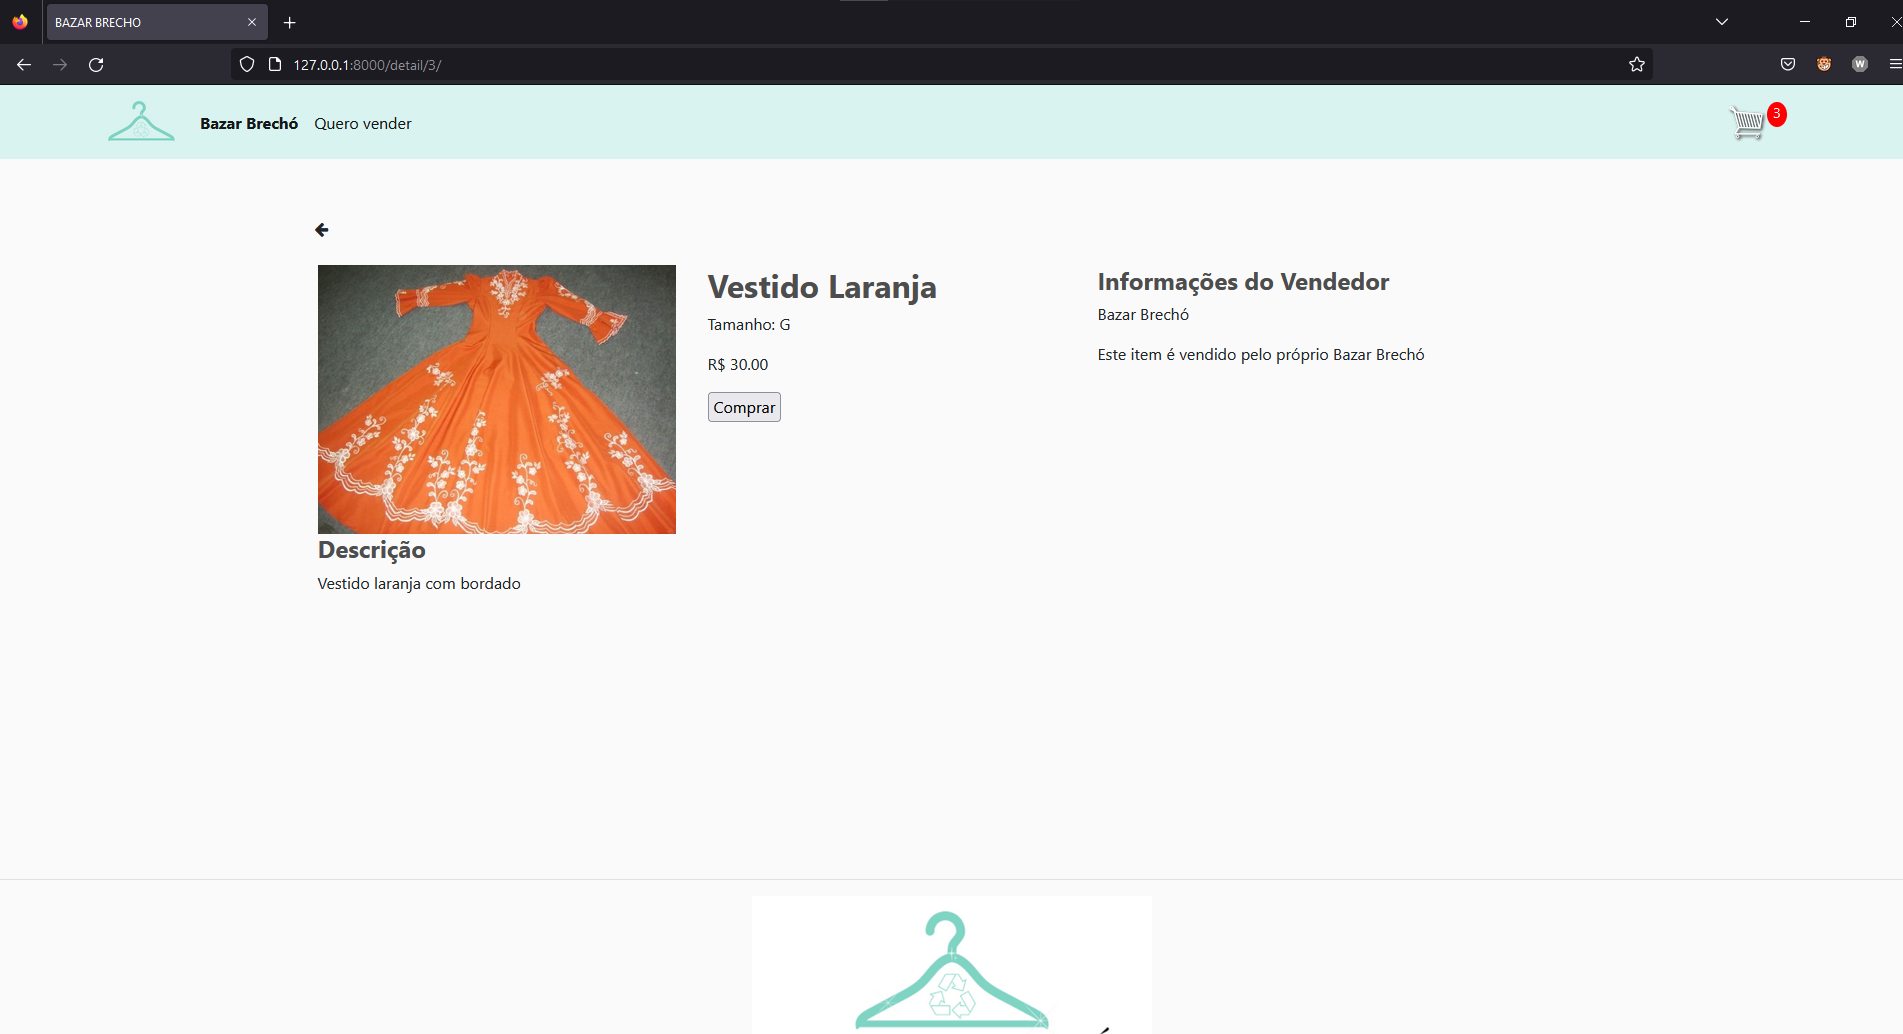 BAZAR BRECHO
127.0.0.1:8000/detail/3/
W
Bazar Brechó
Quero vender
3
Vestido Laranja
Tamanho: G
R$ 30.00
Comprar
Informações do Vendedor
Bazar Brechó
Este item é vendido pelo próprio Bazar Brechó
Descrição
Vestido laranja com bordado